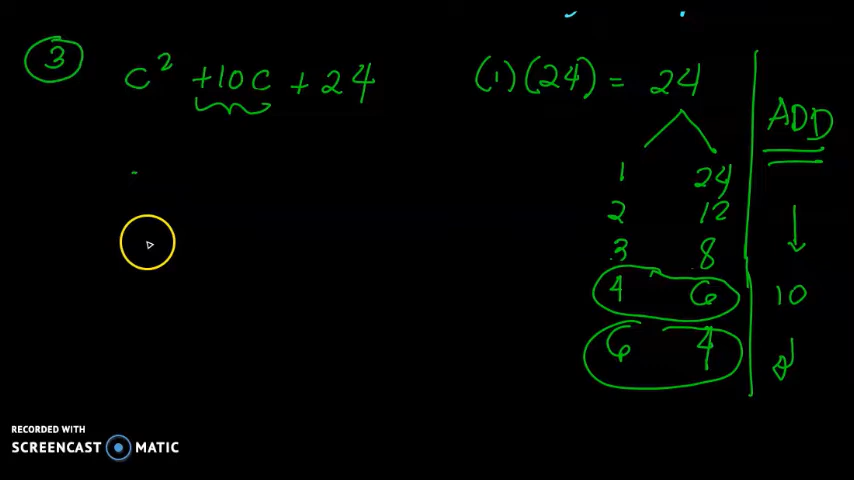 3 c² +10c + 24 (1)(24) = 24
ADD
1 24
2 12
3 8
4 6 10
6 4
RECORDED WITH
SCREENCAST MATIC